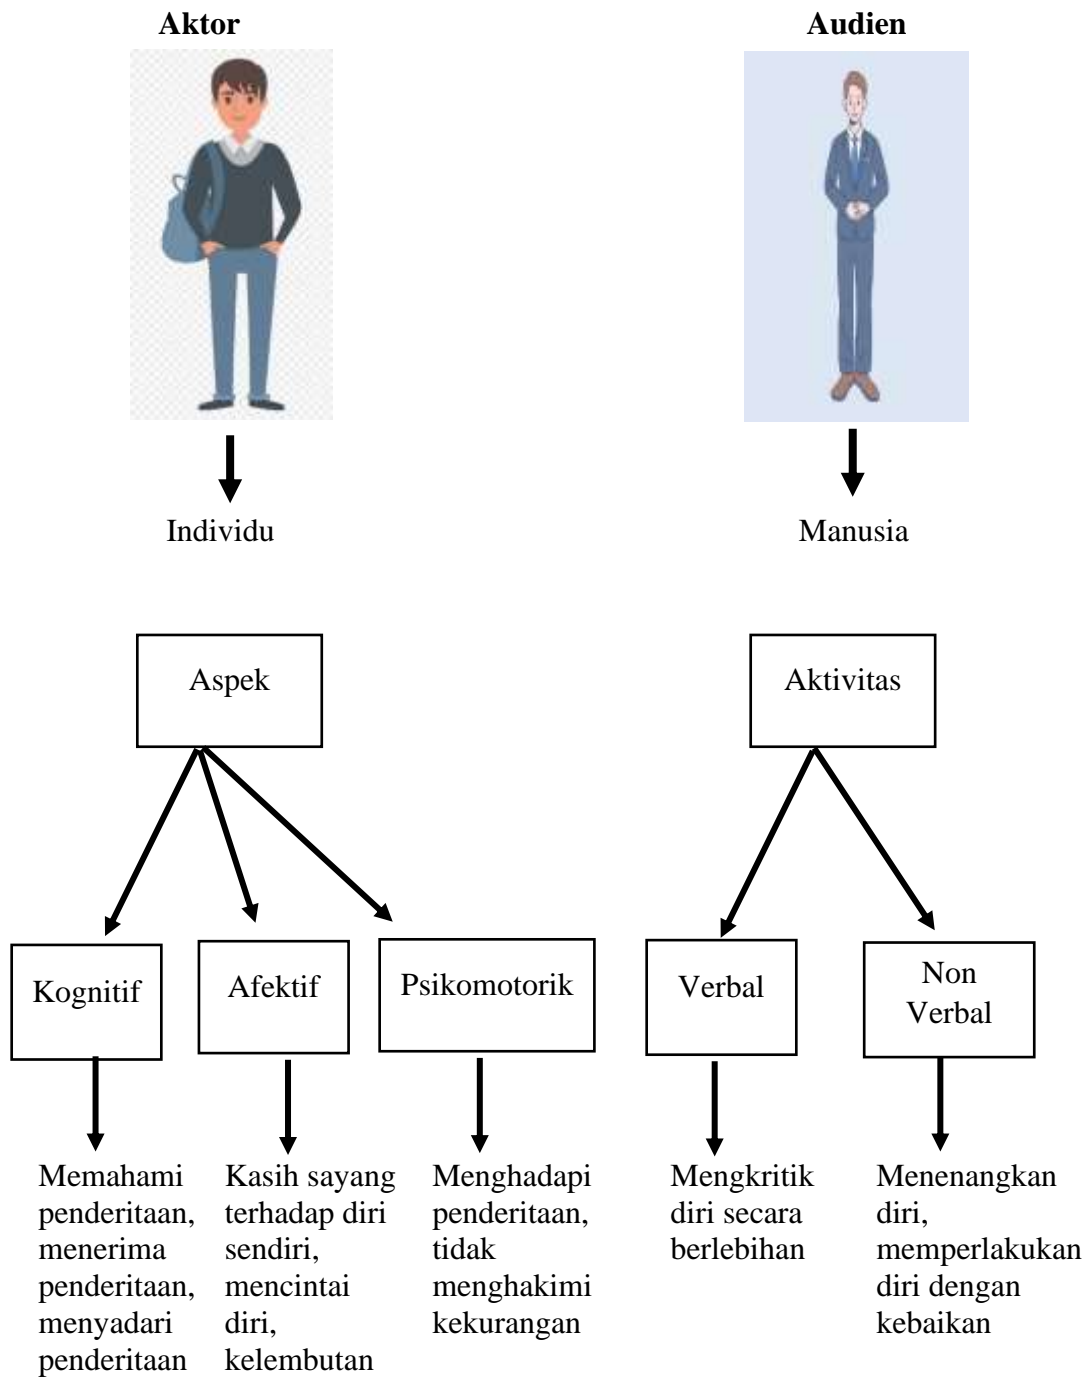 Aktor
Audien
Individu
Manusia
Aspek
Aktivitas
Kognitif
Afektif
Psikomotorik
Verbal
Non
Verbal
Memahami
penderitaan,
menerima
penderitaan,
menyadari
penderitaan
Kasih sayang
terhadap diri
sendiri,
mencintai
diri,
kelembutan
Menghadapi
penderitaan,
tidak
menghakimi
kekurangan
Mengkritik
diri secara
berlebihan
Menenangkan
diri,
memperlakukan
diri dengan
kebaikan